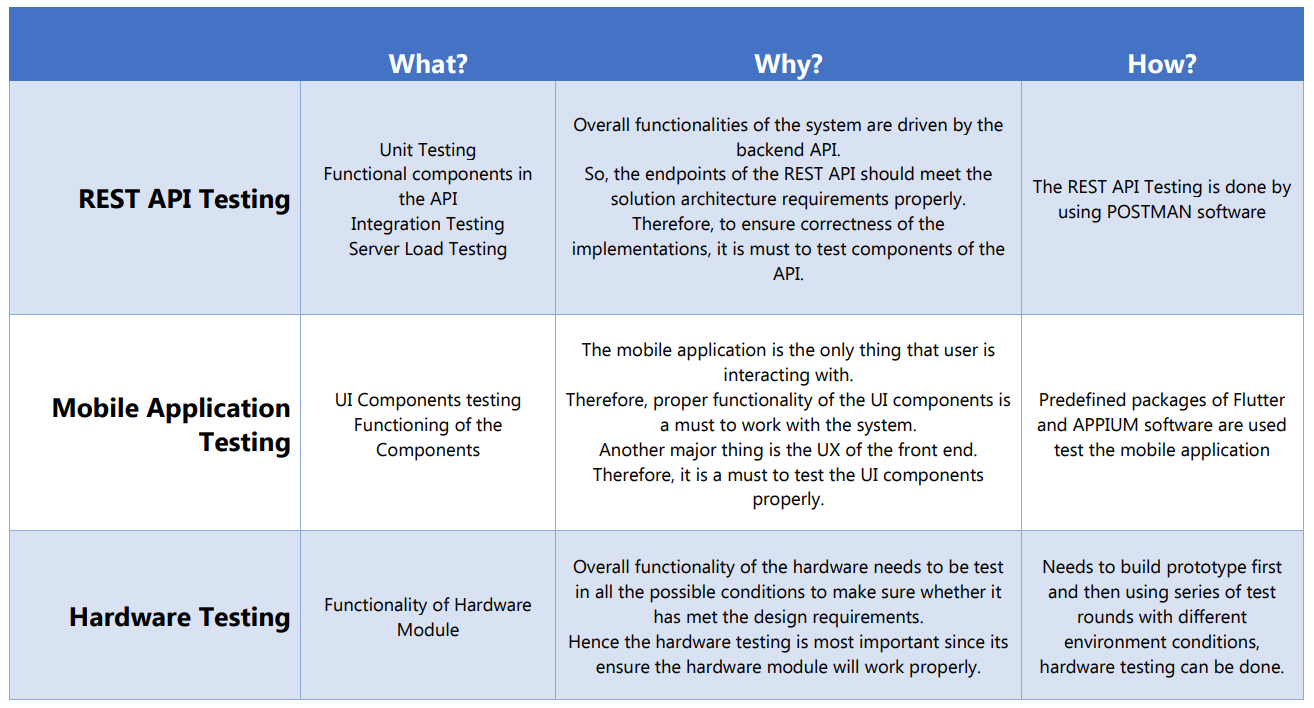 What?
Why?
How?
REST API Testing
Unit Testing
Functional components in
the API
Integration Testing
Server Load Testing
Overall functionalities of the system are driven by the
backend API.
So, the endpoints of the REST API should meet the
solution architecture requirements properly.
Therefore, to ensure correctness of the
implementations, it is must to test components of the
API.
The REST API Testing is done by
using POSTMAN software
Mobile Application
Testing
UI Components testing
Functioning of the
Components
The mobile application is the only thing that user is
interacting with.
Therefore, proper functionality of the UI components is
a must to work with the system.
Another major thing is the UX of the front end.
Therefore, it is a must to test the UI components
properly.
Predefined packages of Flutter
and APPIUM software are used
test the mobile application
Hardware Testing
Functionality of Hardware
Module
Overall functionality of the hardware needs to be test
in all the possible conditions to make sure whether it
has met the design requirements.
Hence the hardware testing is most important since its
ensure the hardware module will work properly.
Needs to build prototype first
and then using series of test
rounds with different
environment conditions,
hardware testing can be done.